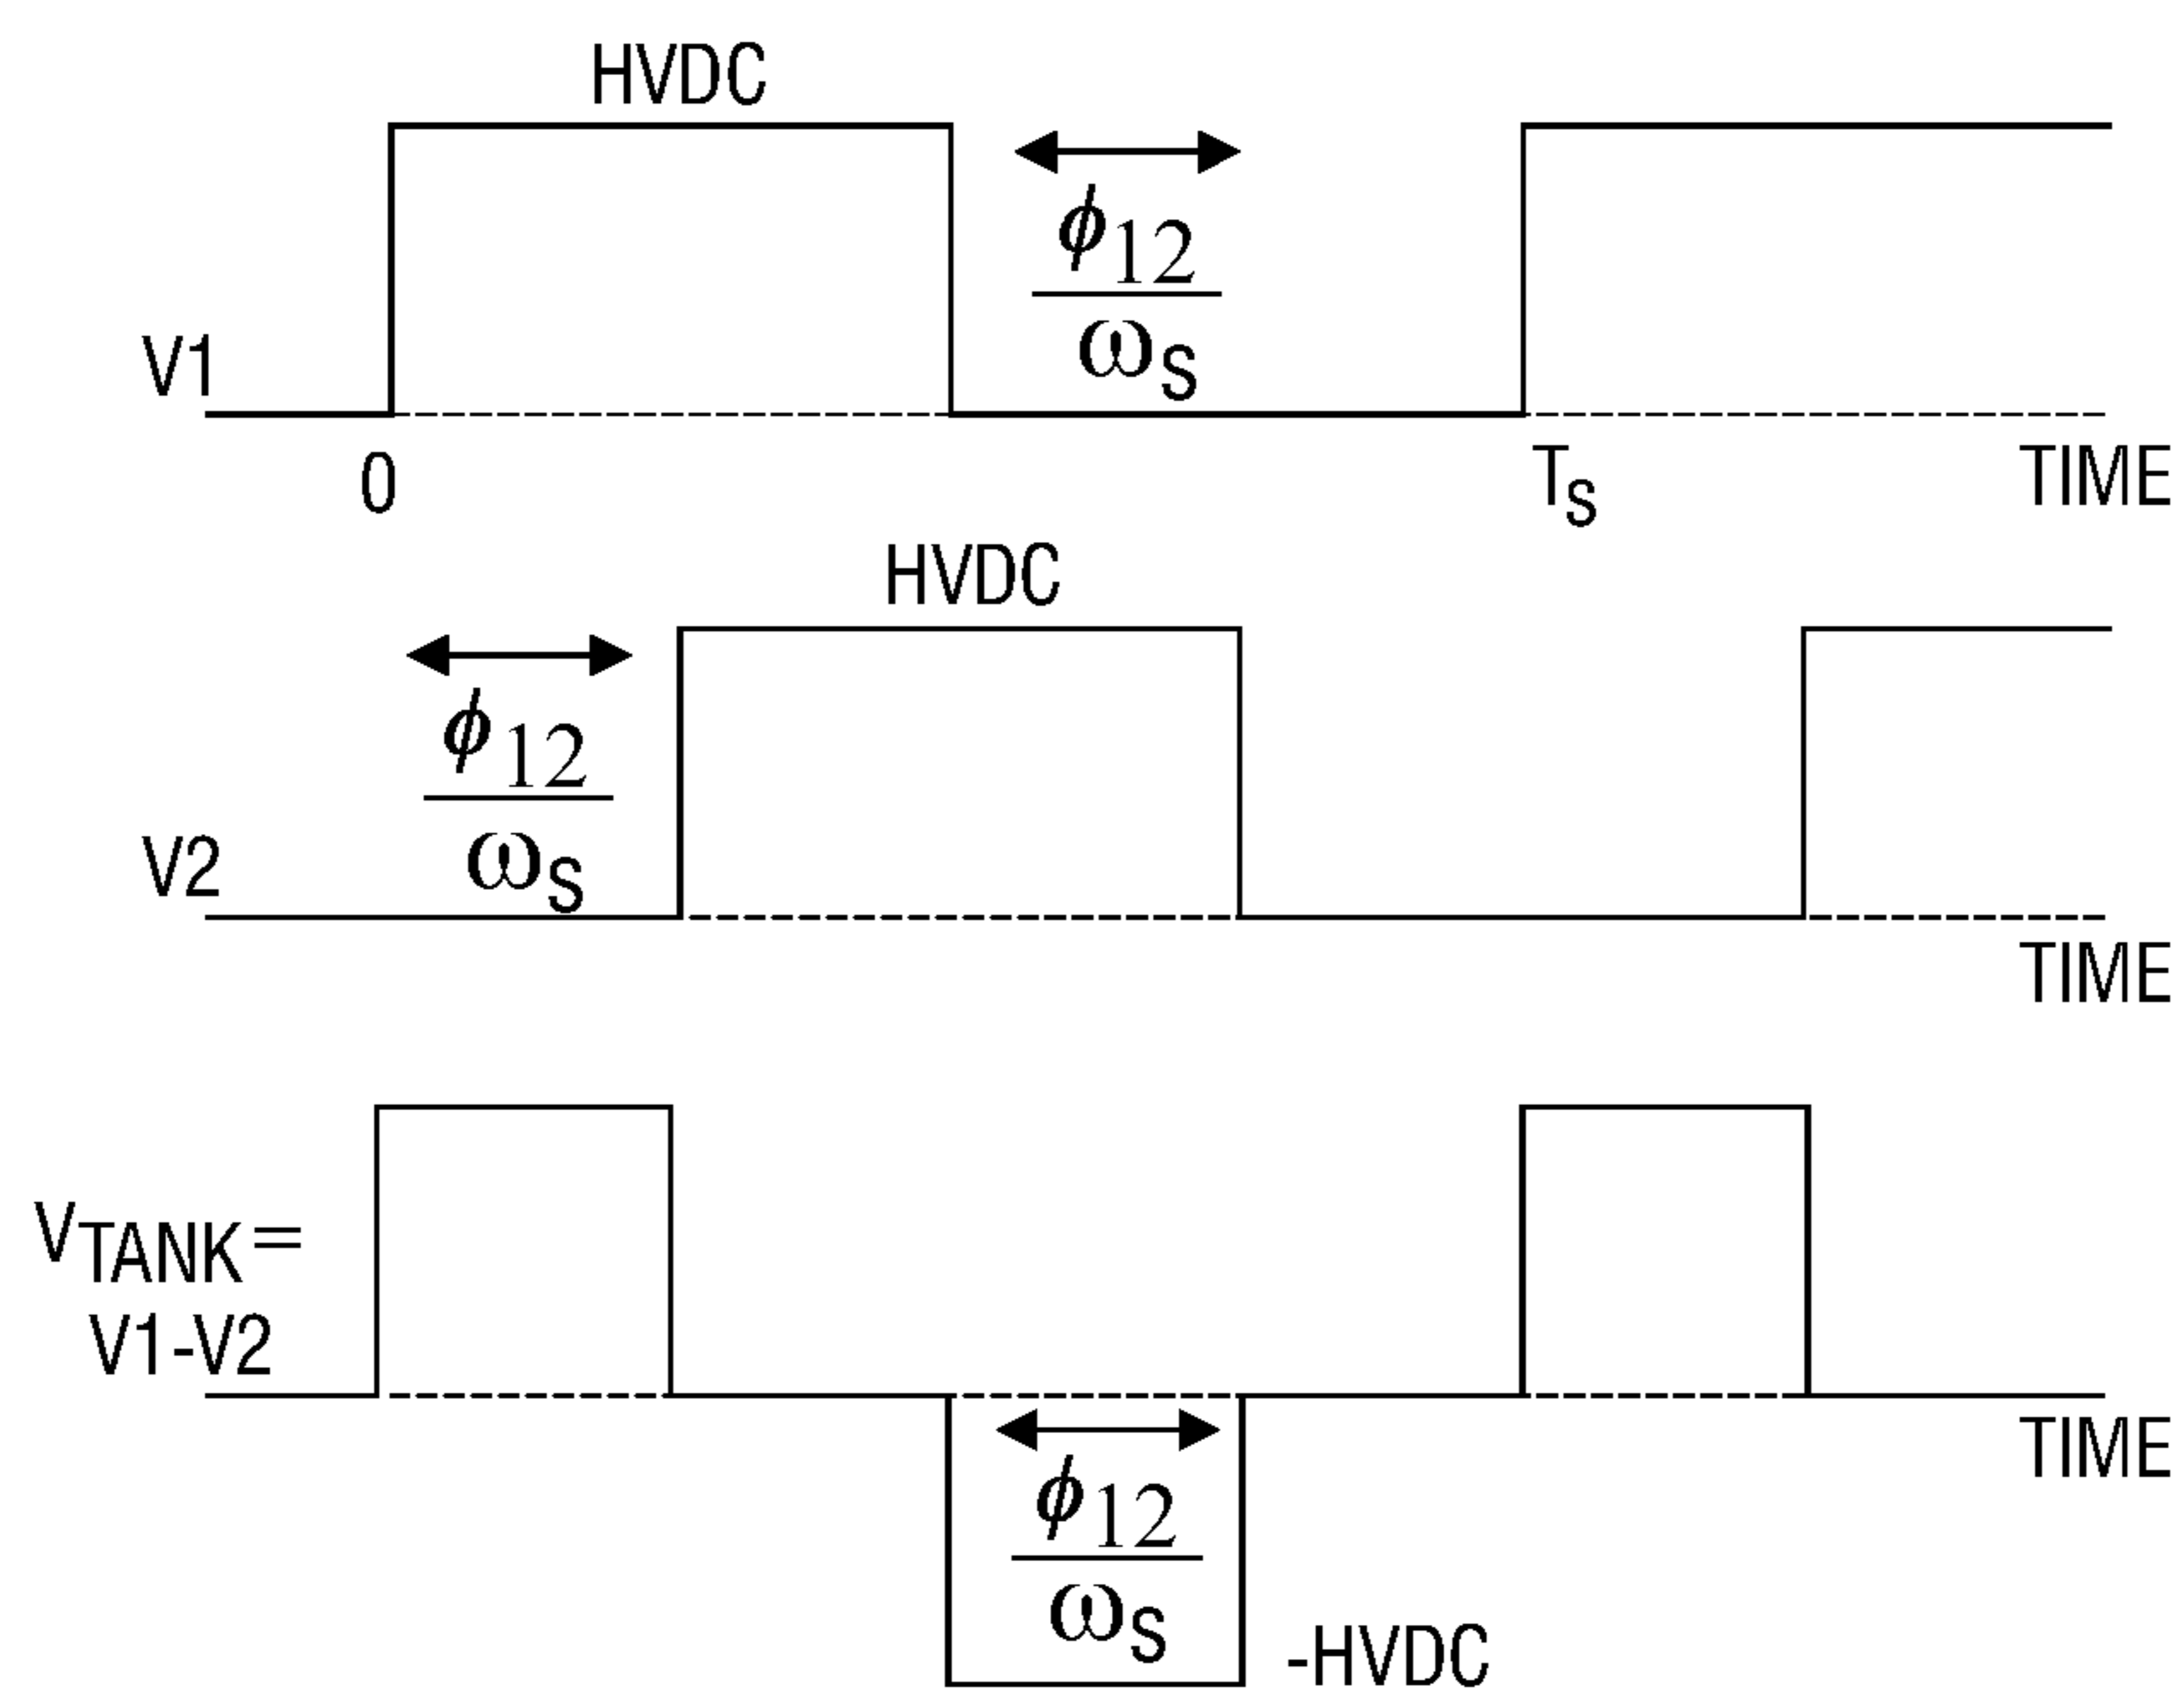 HVDC
ϕ12
ωS
V1
0
TS
TIME
HVDC
ϕ12
ωS
V2
TIME
VTANK=
V1-V2
TIME
ϕ12
ωS
-HVDC